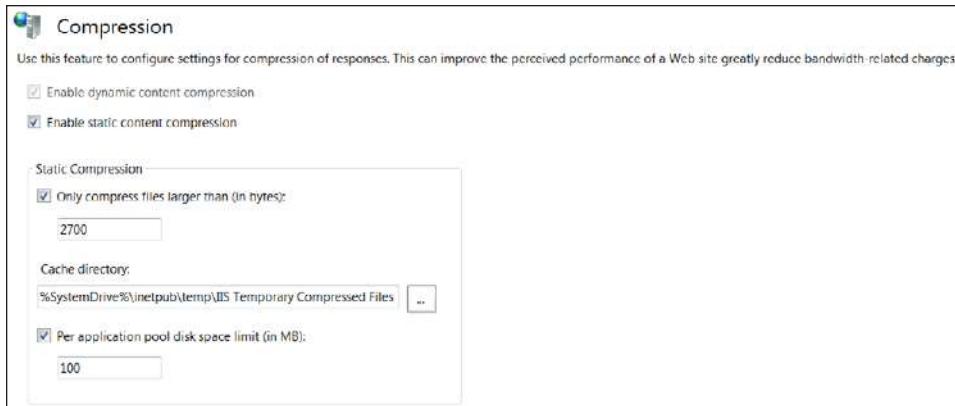 Compression
Use this feature to configure settings for compression of responses. This can improve the perceived performance of a Web site greatly reduce bandwidth-related charges
Enable dynamic content compression
Enable static content compression
Static Compression
Only compress files larger than (in bytes):
2700
Cache directory:
%SystemDrive%\inetpub\temp\IIS Temporary Compressed Files
...
Per application pool disk space limit (in MB):
100